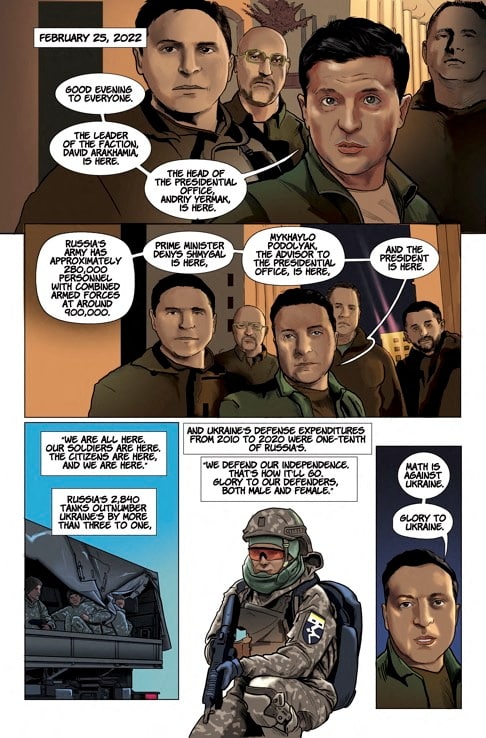 FEBRUARY 25, 2022
GOOD EVENING
TO EVERYONE.
THE LEADER
OF THE FACTION,
DAVID ARAKHAMIA,
IS HERE.
THE HEAD OF
THE PRESIDENTIAL
OFFICE,
ANDRIY YERMAK,
IS HERE.
RUSSIA'S
ARMY HAS
APPROXIMATELY
280,000
PERSONNEL
WITH COMBINED
ARMED FORCES
AT AROUND
900,000.
PRIME MINISTER
DENYS SHMYGAL
IS HERE,
MYKHAYLO
PODOLYAK,
THE ADVISOR TO
THE PRESIDENTIAL
OFFICE, IS HERE,
AND THE
PRESIDENT
IS HERE.
"WE ARE ALL HERE.
OUR SOLDIERS ARE HERE.
THE CITIZENS ARE HERE,
AND WE ARE HERE."
RUSSIA'S 2,840
TANKS OUTNUMBER
UKRAINE'S BY MORE
THAN THREE TO ONE,
AND UKRAINE'S DEFENSE EXPENDITURES
FROM 2010 TO 2020 WERE ONE-TENTH
OF RUSSIA'S.
"WE DEFEND OUR INDEPENDENCE.
THAT'S HOW IT'LL GO.
GLORY TO OUR DEFENDERS,
BOTH MALE AND FEMALE."
MATH IS
AGAINST
UKRAINE.
GLORY TO
UKRAINE.